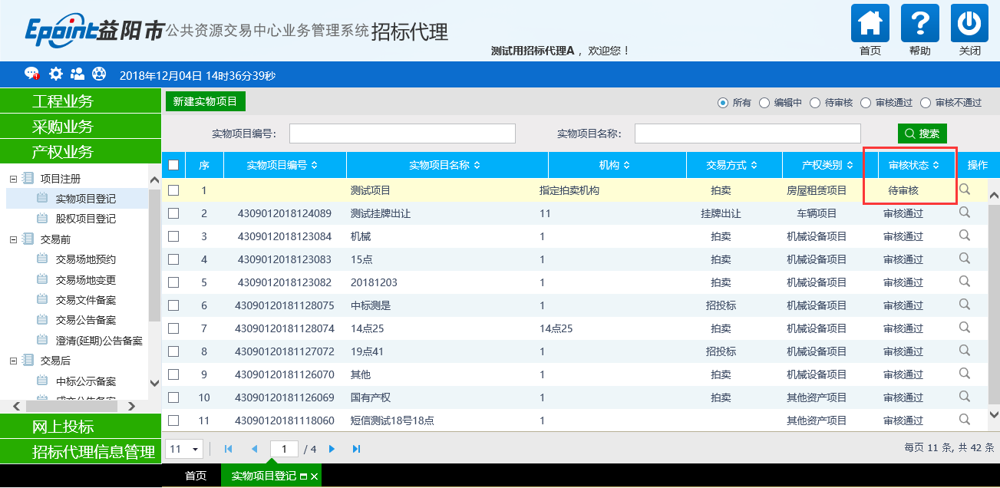 Epoint益阳市公共资源交易中心业务管理系统招标代理
测试用招标代理A ，欢迎您！
首页 帮助 关闭
2018年12月04日 14时36分39秒
工程业务
采购业务
产权业务
项目注册
实物项目登记
股权项目登记
交易前
交易场地预约
交易场地变更
交易文件备案
交易公告备案
澄清(延期)公告备案
交易后
中标公示备案
成交公告备案
网上投标
招标代理信息管理
新建实物项目
所有 编辑中 待审核 审核通过 审核不通过
实物项目编号： 实物项目名称： 搜索
序 实物项目编号 实物项目名称 机构 交易方式 产权类别 审核状态 操作
1 测试项目 指定拍卖机构 拍卖 房屋租赁项目 待审核
2 4309012018124089 测试挂牌出让 11 挂牌出让 车辆项目 审核通过
3 4309012018123084 机械 1 拍卖 机械设备项目 审核通过
4 4309012018123083 15点 1 拍卖 机械设备项目 审核通过
5 4309012018123082 20181203 1 拍卖 机械设备项目 审核通过
6 43090120181128075 中标测是 1 招投标 机械设备项目 审核通过
7 43090120181128074 14点25 14点25 拍卖 机械设备项目 审核通过
8 43090120181127072 19点41 1 招投标 机械设备项目 审核通过
9 43090120181126070 其他 1 拍卖 机械设备项目 审核通过
10 43090120181126069 国有产权 1 拍卖 其他资产项目 审核通过
11 43090120181118060 短信测试18号18点 1 其他资产项目 审核通过
11 1 / 4 每页 11 条, 共 42 条
首页 实物项目登记